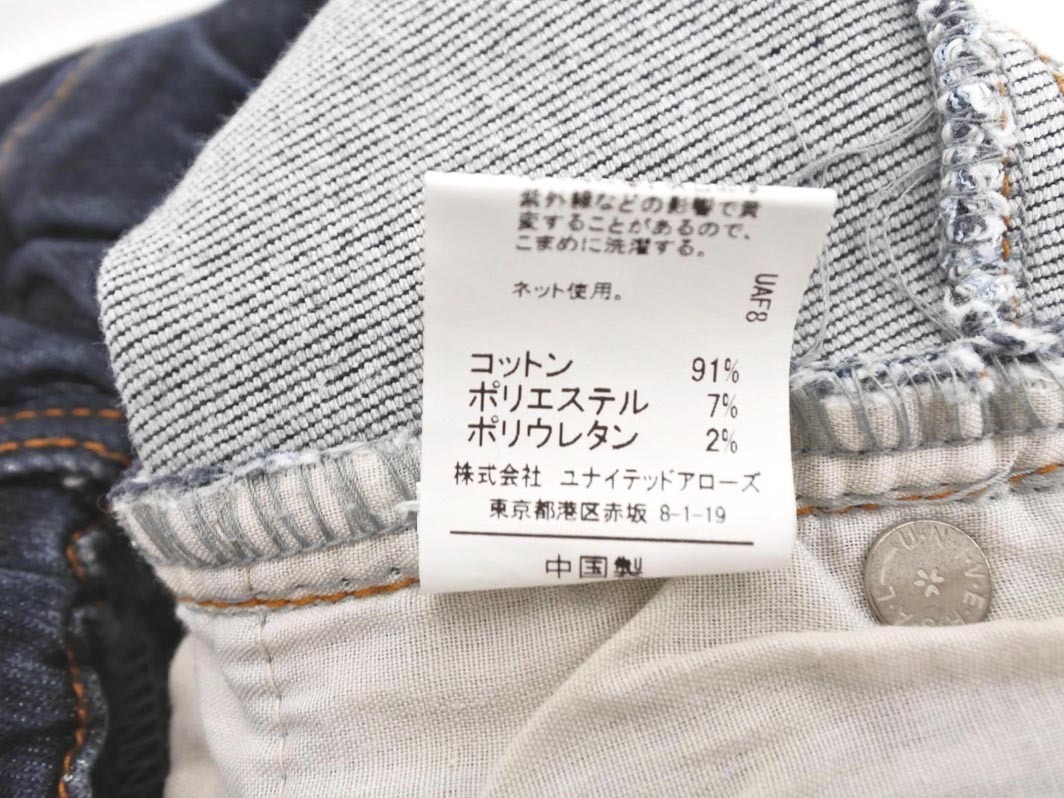 紫外線などの影響で黄
変することがあるので、
こまめに洗濯する。
ネット使用。
UAF8
コットン 91%
ポリエステル 7%
ポリウレタン 2%
株式会社 ユナイテッドアローズ
東京都港区赤坂 8-1-19
中国製
UNIVERSAL